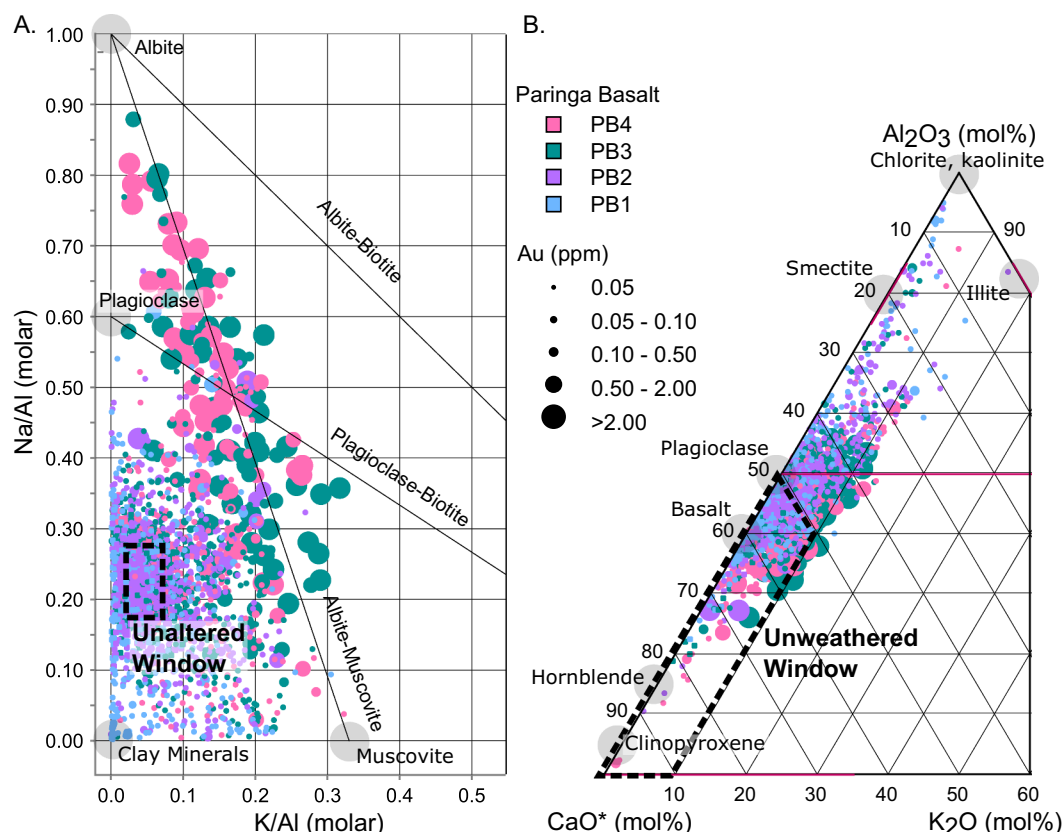 A.
1.00
0.90
0.80
0.70
0.60
0.50
0.40
0.30
0.20
0.10
0.00
Na/Al (molar)
Albite
Albite-Biotite
Plagioclase
Plagioclase-Biotite
Albite-Muscovite
Unaltered
Window
Clay Minerals
Muscovite
0.0
0.1
0.2
0.3
0.4
0.5
K/Al (molar)
B.
Paringa Basalt
PB4
PB3
PB2
PB1
Au (ppm)
0.05
0.05 - 0.10
0.10 - 0.50
0.50 - 2.00
>2.00
Al2O3 (mol%)
Chlorite, kaolinite
10
90
Smectite
20
Illite
30
40
Plagioclase
50
Basalt
60
70
Unweathered
Window
80
Hornblende
90
Clinopyroxene
10
20
30
40
50
60
CaO* (mol%)
K2O (mol%)